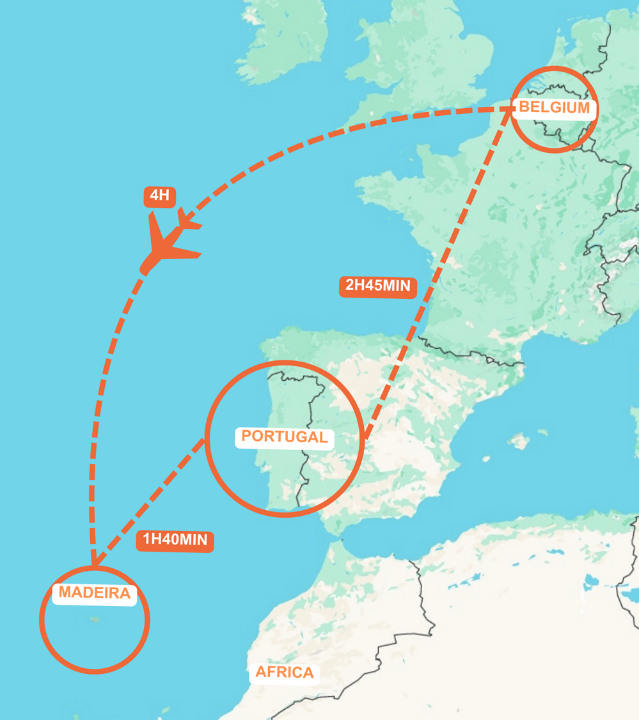 BELGIUM
4H
2H45MIN
PORTUGAL
1H40MIN
MADEIRA
AFRICA